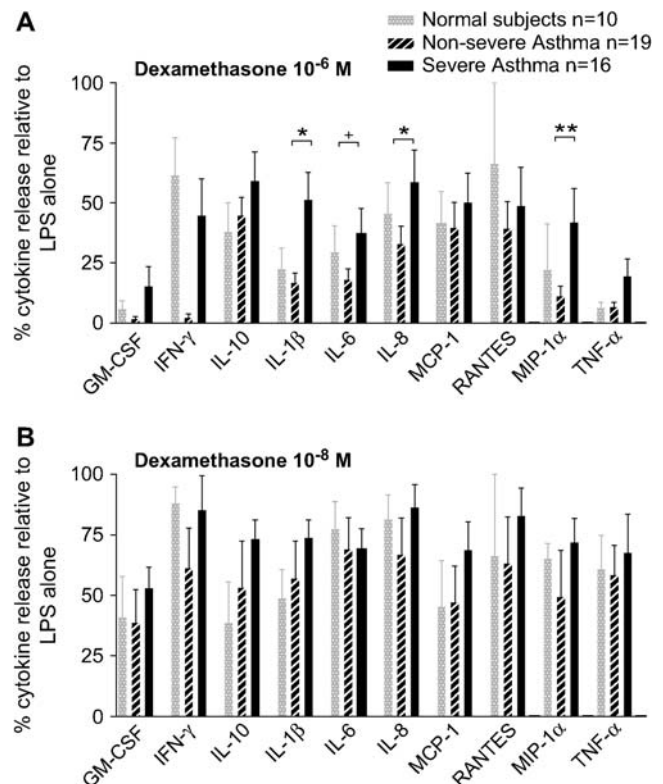 A
Normal subjects n=10
Non-severe Asthma n=19
Severe Asthma n=16
Dexamethasone 10⁻⁶ M
% cytokine release relative to
LPS alone
100
75
50
25
0
*
+
*
**
GM-CSF
IFN-γ
IL-10
IL-1β
IL-6
IL-8
MCP-1
RANTES
MIP-1α
TNF-α
B
Dexamethasone 10⁻⁸ M
% cytokine release relative to
LPS alone
100
75
50
25
0
GM-CSF
IFN-γ
IL-10
IL-1β
IL-6
IL-8
MCP-1
RANTES
MIP-1α
TNF-α